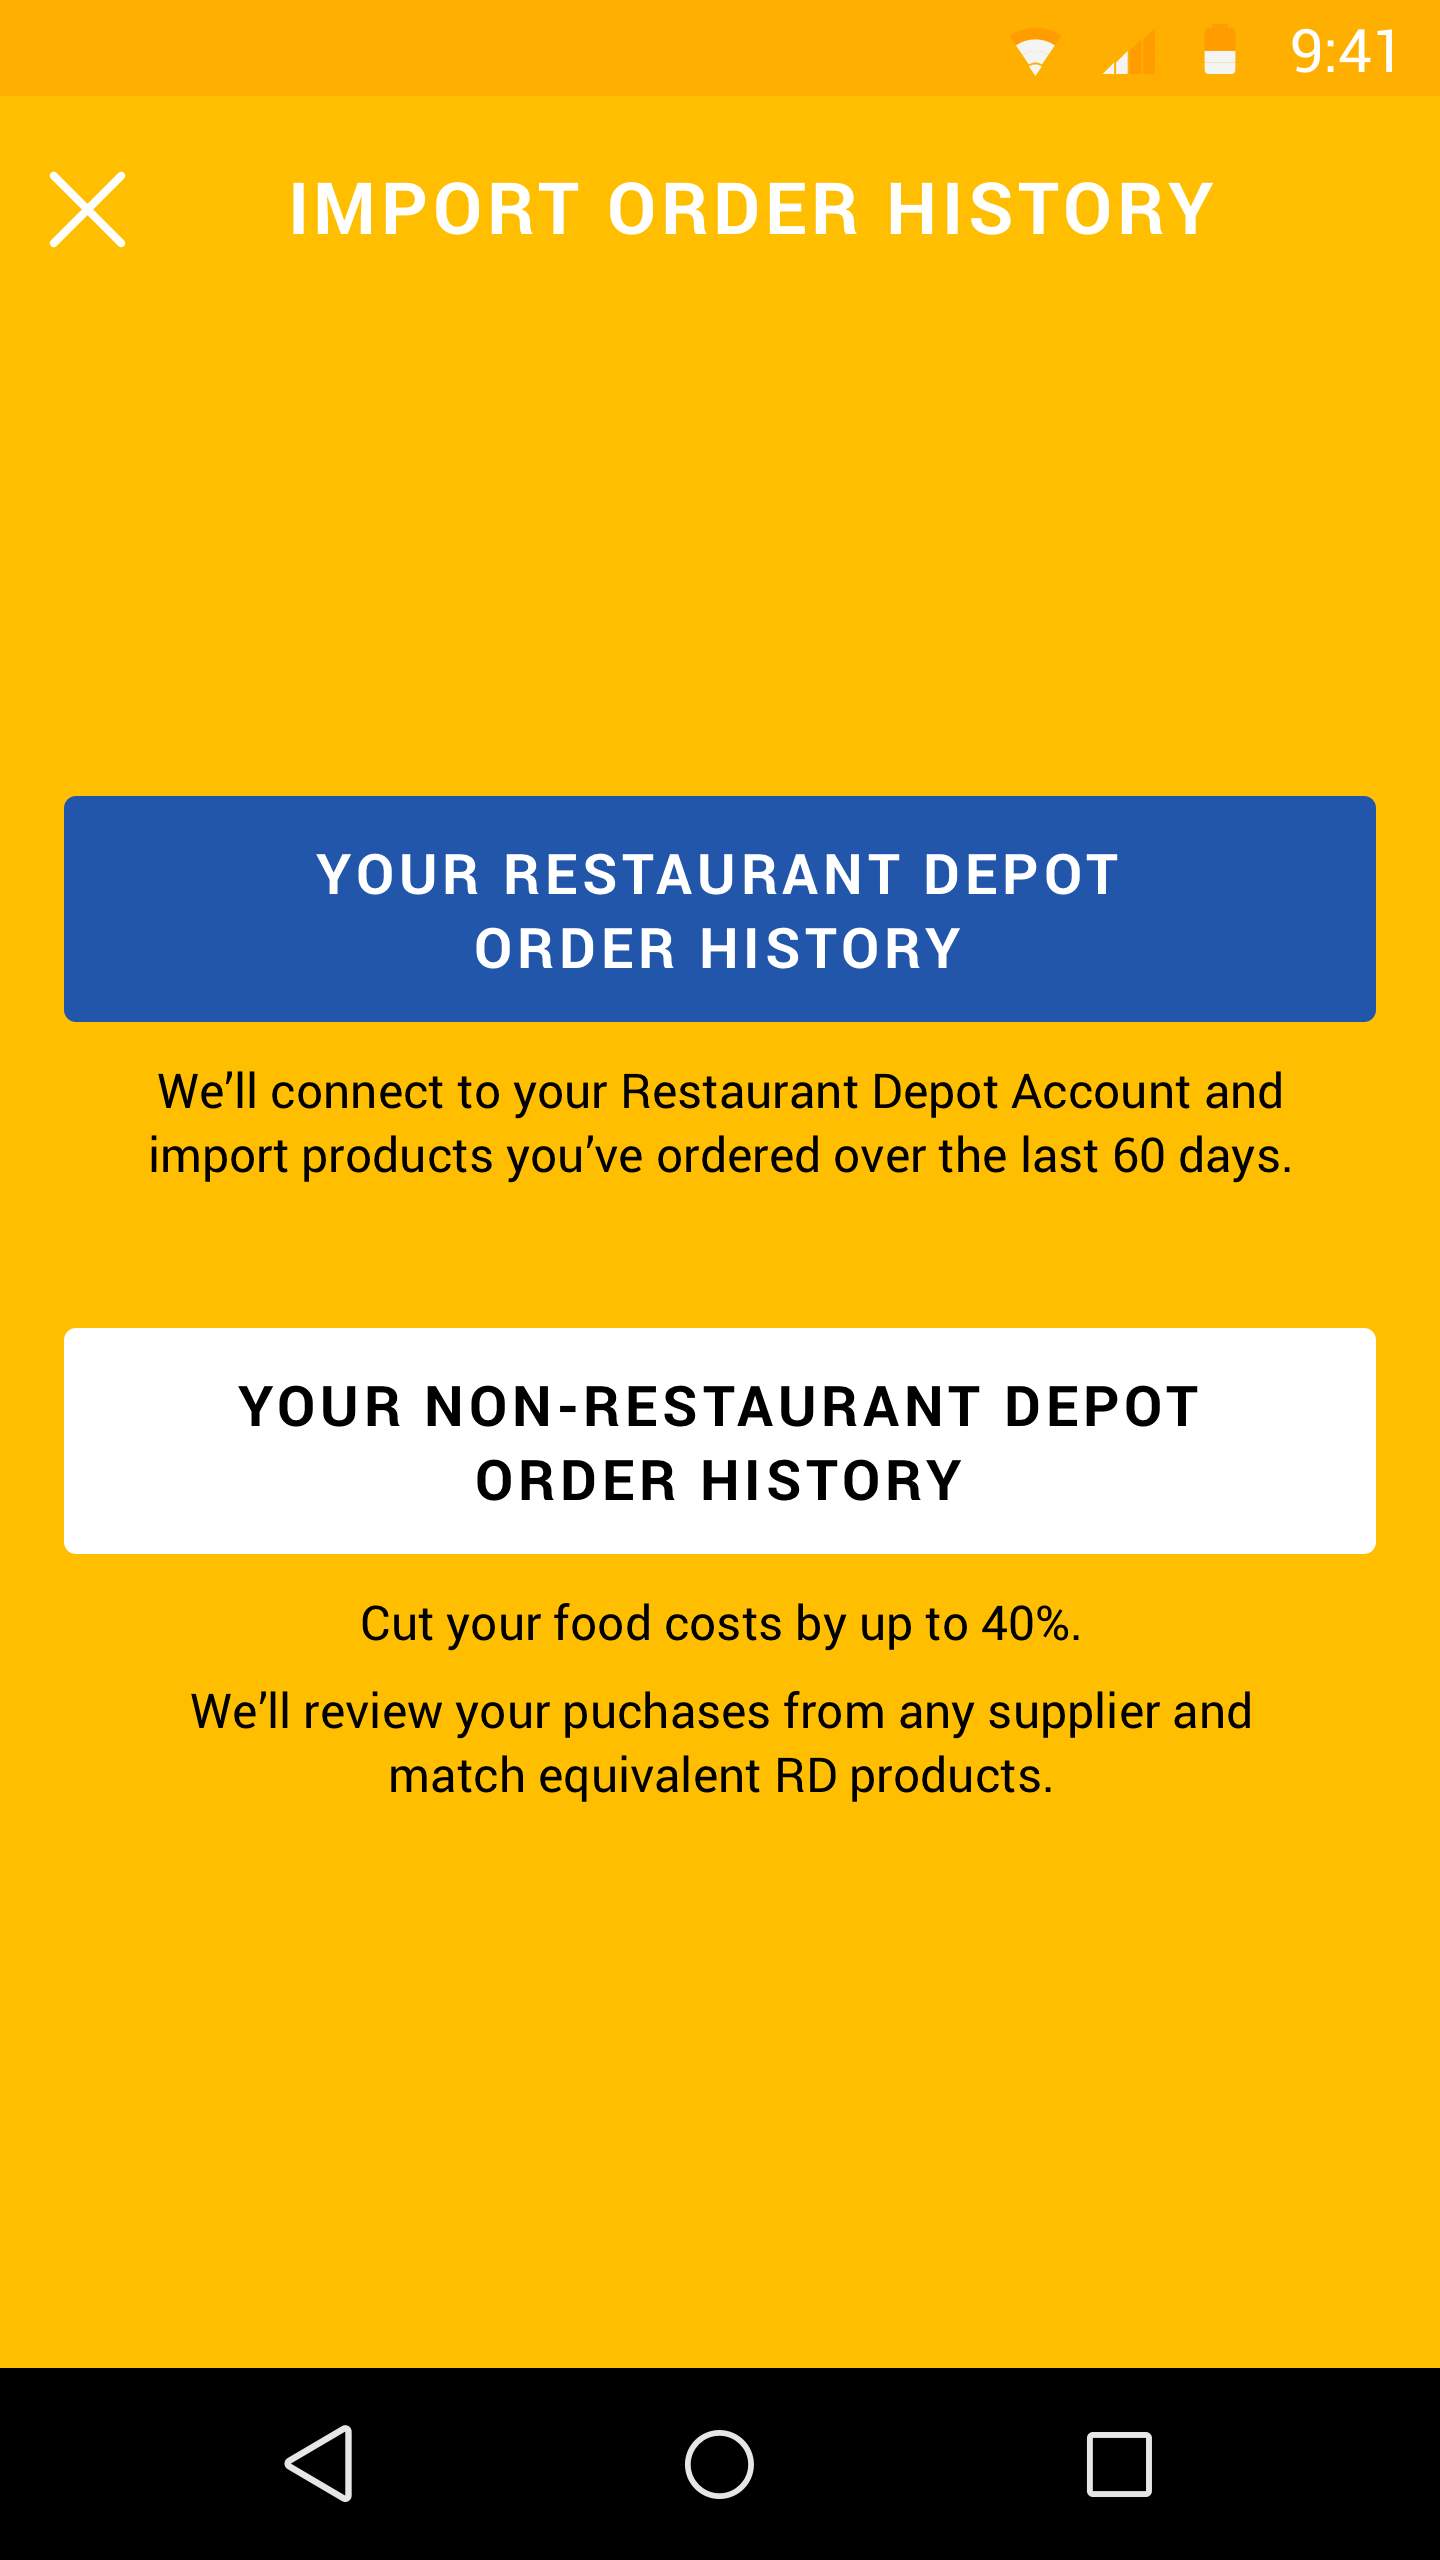 9:41
IMPORT ORDER HISTORY
YOUR RESTAURANT DEPOT
ORDER HISTORY
We’ll connect to your Restaurant Depot Account and
import products you’ve ordered over the last 60 days.
YOUR NON-RESTAURANT DEPOT
ORDER HISTORY
Cut your food costs by up to 40%.
We’ll review your puchases from any supplier and
match equivalent RD products.